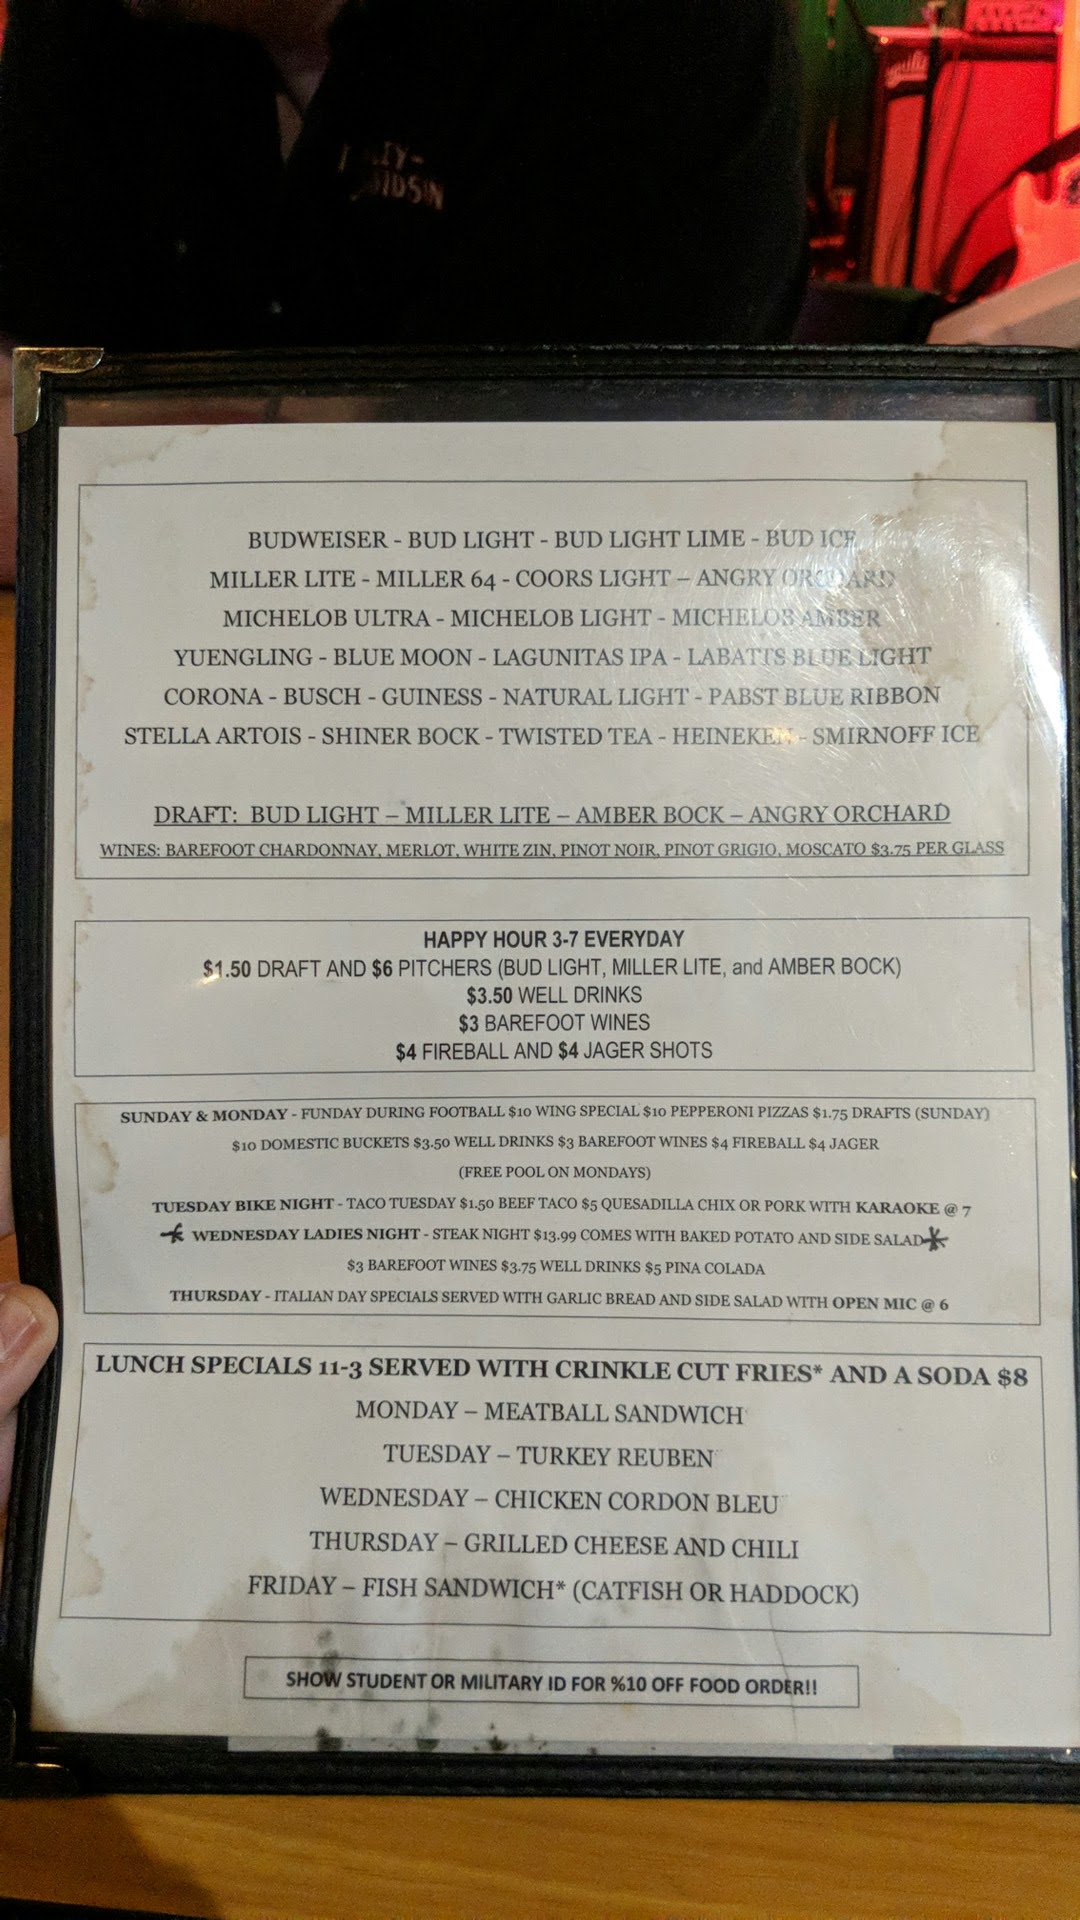 BUDWEISER - BUD LIGHT - BUD LIGHT LIME - BUD ICE
MILLER LITE - MILLER 64 - COORS LIGHT – ANGRY ORCHARD
MICHELOB ULTRA - MICHELOB LIGHT - MICHELOB AMBER
YUENGLING - BLUE MOON - LAGUNITAS IPA - LABATTS BLUE LIGHT
CORONA - BUSCH - GUINESS - NATURAL LIGHT - PABST BLUE RIBBON
STELLA ARTOIS - SHINER BOCK - TWISTED TEA - HEINEKEN - SMIRNOFF ICE
DRAFT: BUD LIGHT – MILLER LITE – AMBER BOCK – ANGRY ORCHARD
WINES: BAREFOOT CHARDONNAY, MERLOT, WHITE ZIN, PINOT NOIR, PINOT GRIGIO, MOSCATO $3.75 PER GLASS
HAPPY HOUR 3-7 EVERYDAY
$1.50 DRAFT AND $6 PITCHERS (BUD LIGHT, MILLER LITE, and AMBER BOCK)
$3.50 WELL DRINKS
$3 BAREFOOT WINES
$4 FIREBALL AND $4 JAGER SHOTS
SUNDAY & MONDAY - FUNDAY DURING FOOTBALL $10 WING SPECIAL $10 PEPPERONI PIZZAS $1.75 DRAFTS (SUNDAY)
$10 DOMESTIC BUCKETS $3.50 WELL DRINKS $3 BAREFOOT WINES $4 FIREBALL $4 JAGER
(FREE POOL ON MONDAYS)
TUESDAY BIKE NIGHT - TACO TUESDAY $1.50 BEEF TACO $5 QUESADILLA CHIX OR PORK WITH KARAOKE @ 7
* WEDNESDAY LADIES NIGHT - STEAK NIGHT $13.99 COMES WITH BAKED POTATO AND SIDE SALAD *
$3 BAREFOOT WINES $3.75 WELL DRINKS $5 PINA COLADA
THURSDAY - ITALIAN DAY SPECIALS SERVED WITH GARLIC BREAD AND SIDE SALAD WITH OPEN MIC @ 6
LUNCH SPECIALS 11-3 SERVED WITH CRINKLE CUT FRIES* AND A SODA $8
MONDAY – MEATBALL SANDWICH
TUESDAY – TURKEY REUBEN
WEDNESDAY – CHICKEN CORDON BLEU
THURSDAY – GRILLED CHEESE AND CHILI
FRIDAY – FISH SANDWICH* (CATFISH OR HADDOCK)
SHOW STUDENT OR MILITARY ID FOR %10 OFF FOOD ORDER!!